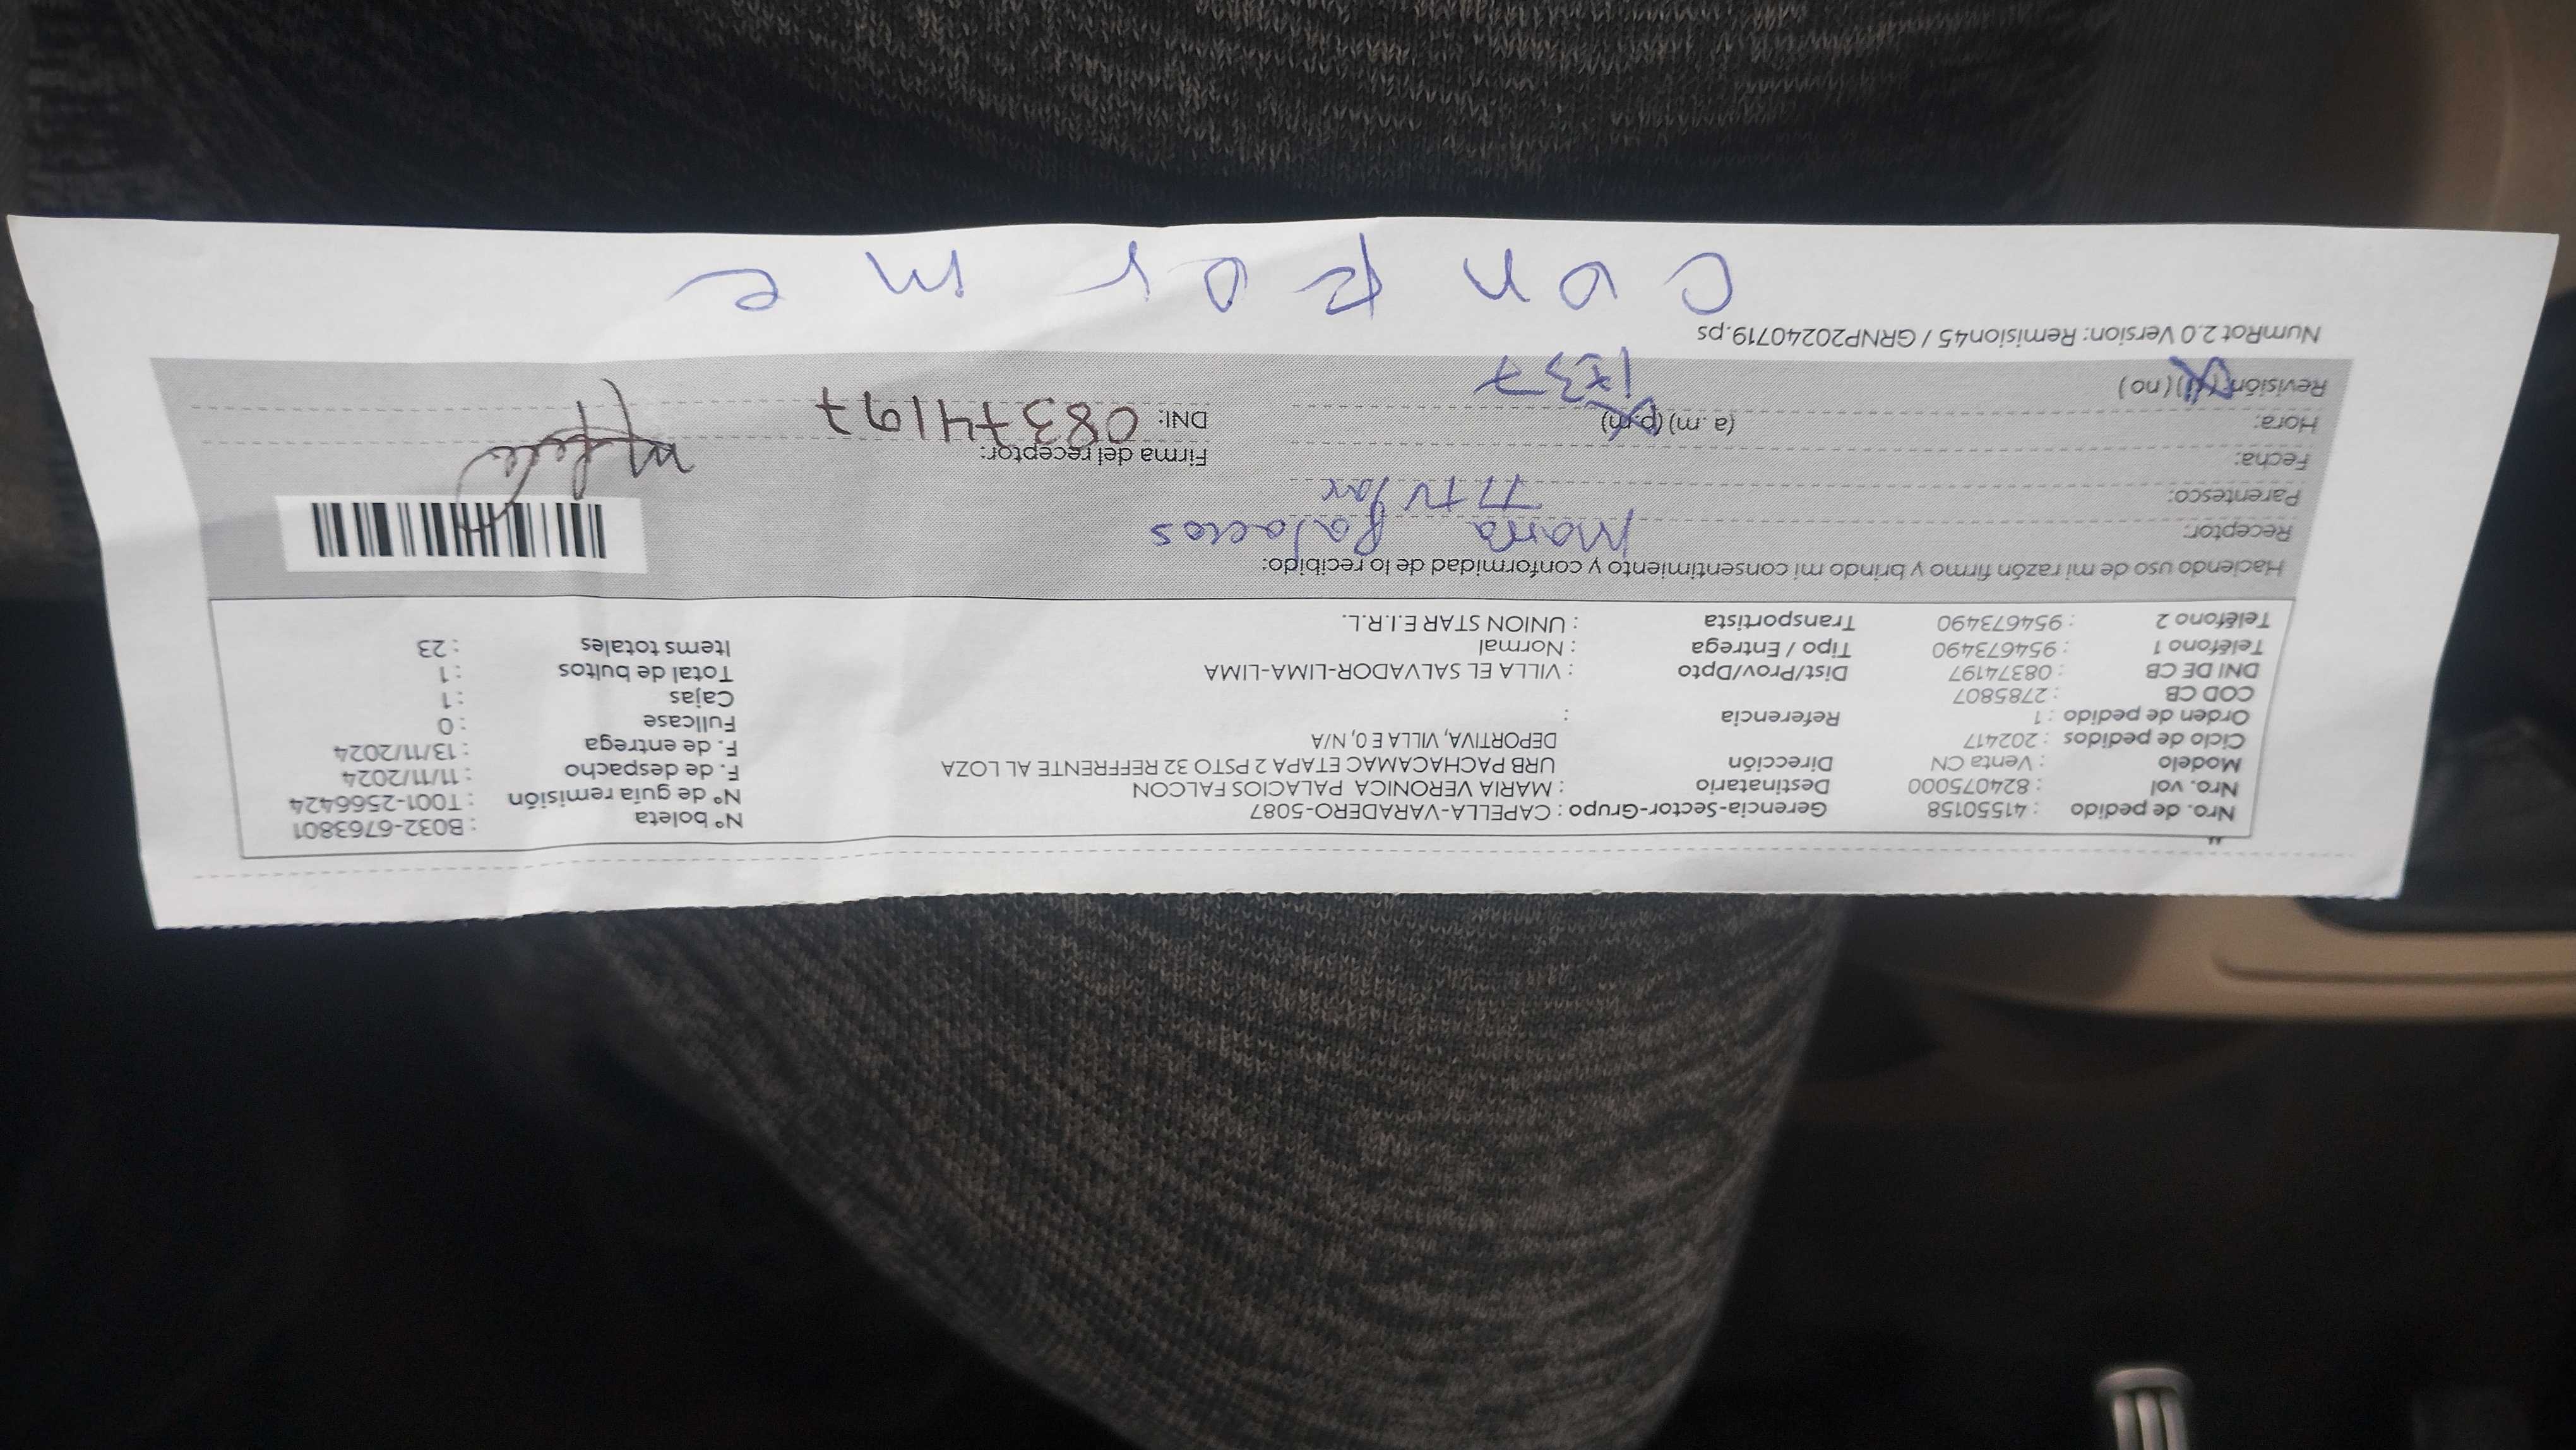 Nro. de pedido : 41550158
Nro. vol : 824075000
Modelo : Venta CN
Ciclo de pedidos : 202417
Orden de pedido : 1
COD CB : 2785807
DNI DE CB : 08374197
Teléfono 1 : 954673490
Teléfono 2 : 954673490
Gerencia-Sector-Grupo : CAPELLA-VARADERO-5087
Destinatario : MARIA VERONICA PALACIOS FALCON
Dirección URB PACHACAMAC ETAPA 2 PSTO 32 REFFRENTE AL LOZA
DEPORTIVA, VILLA E 0, N/A
Referencia :
Dist/Prov/Dpto : VILLA EL SALVADOR-LIMA-LIMA
Tipo / Entrega : Normal
Transportista : UNION STAR E.I.R.L.
N° boleta : B032-6763801
N° de guía remisión : T001-2566424
F. de despacho : 11/11/2024
F. de entrega : 13/11/2024
Fullcase : 0
Cajas : 1
Total de bultos : 1
Items totales : 23
Haciendo uso de mi razón firmo y brindo mi consentimiento y conformidad de lo recibido:
Receptor: Maria Palacios
Parentesco: TITULAR
Fecha:
Hora: (a. m) (p.m)
Revisión: (si) (no)
1:37
Firma del receptor:
DNI: 08374197
NumRot 2.0 Version: Remision45 / GRNP20240719.ps
Conforme